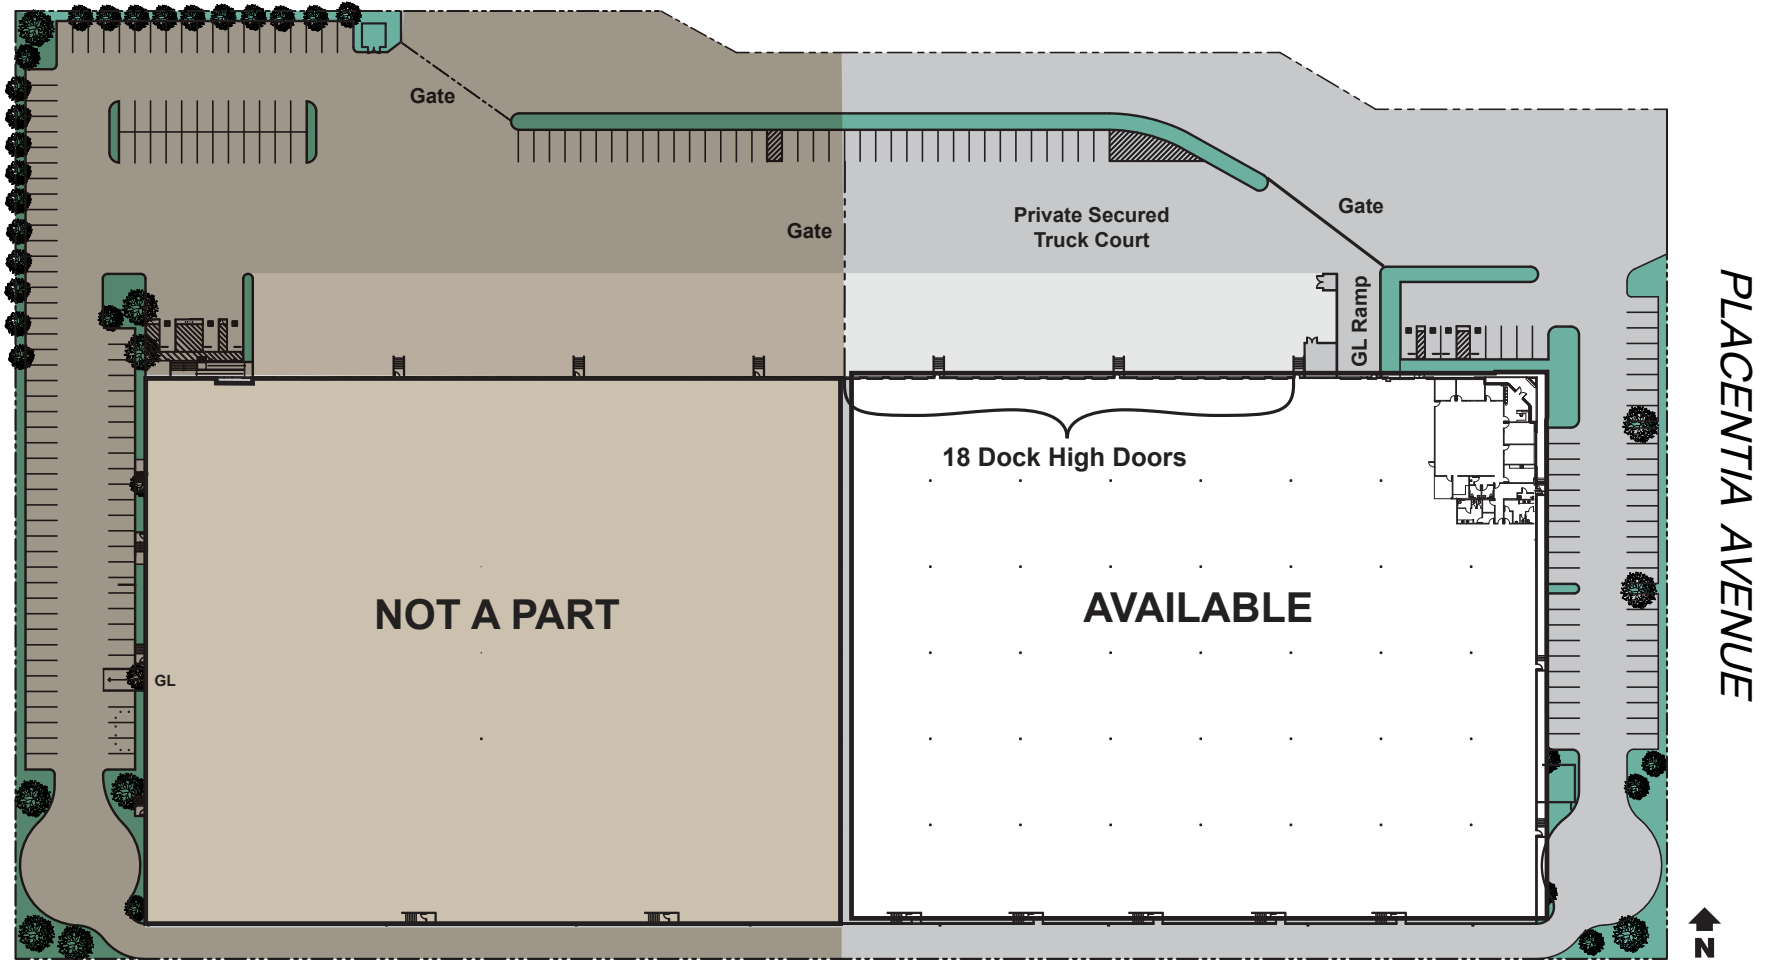 Gate
Gate
Private Secured
Truck Court
Gate
GL Ramp
18 Dock High Doors
NOT A PART
AVAILABLE
GL
PLACENTIA AVENUE
N